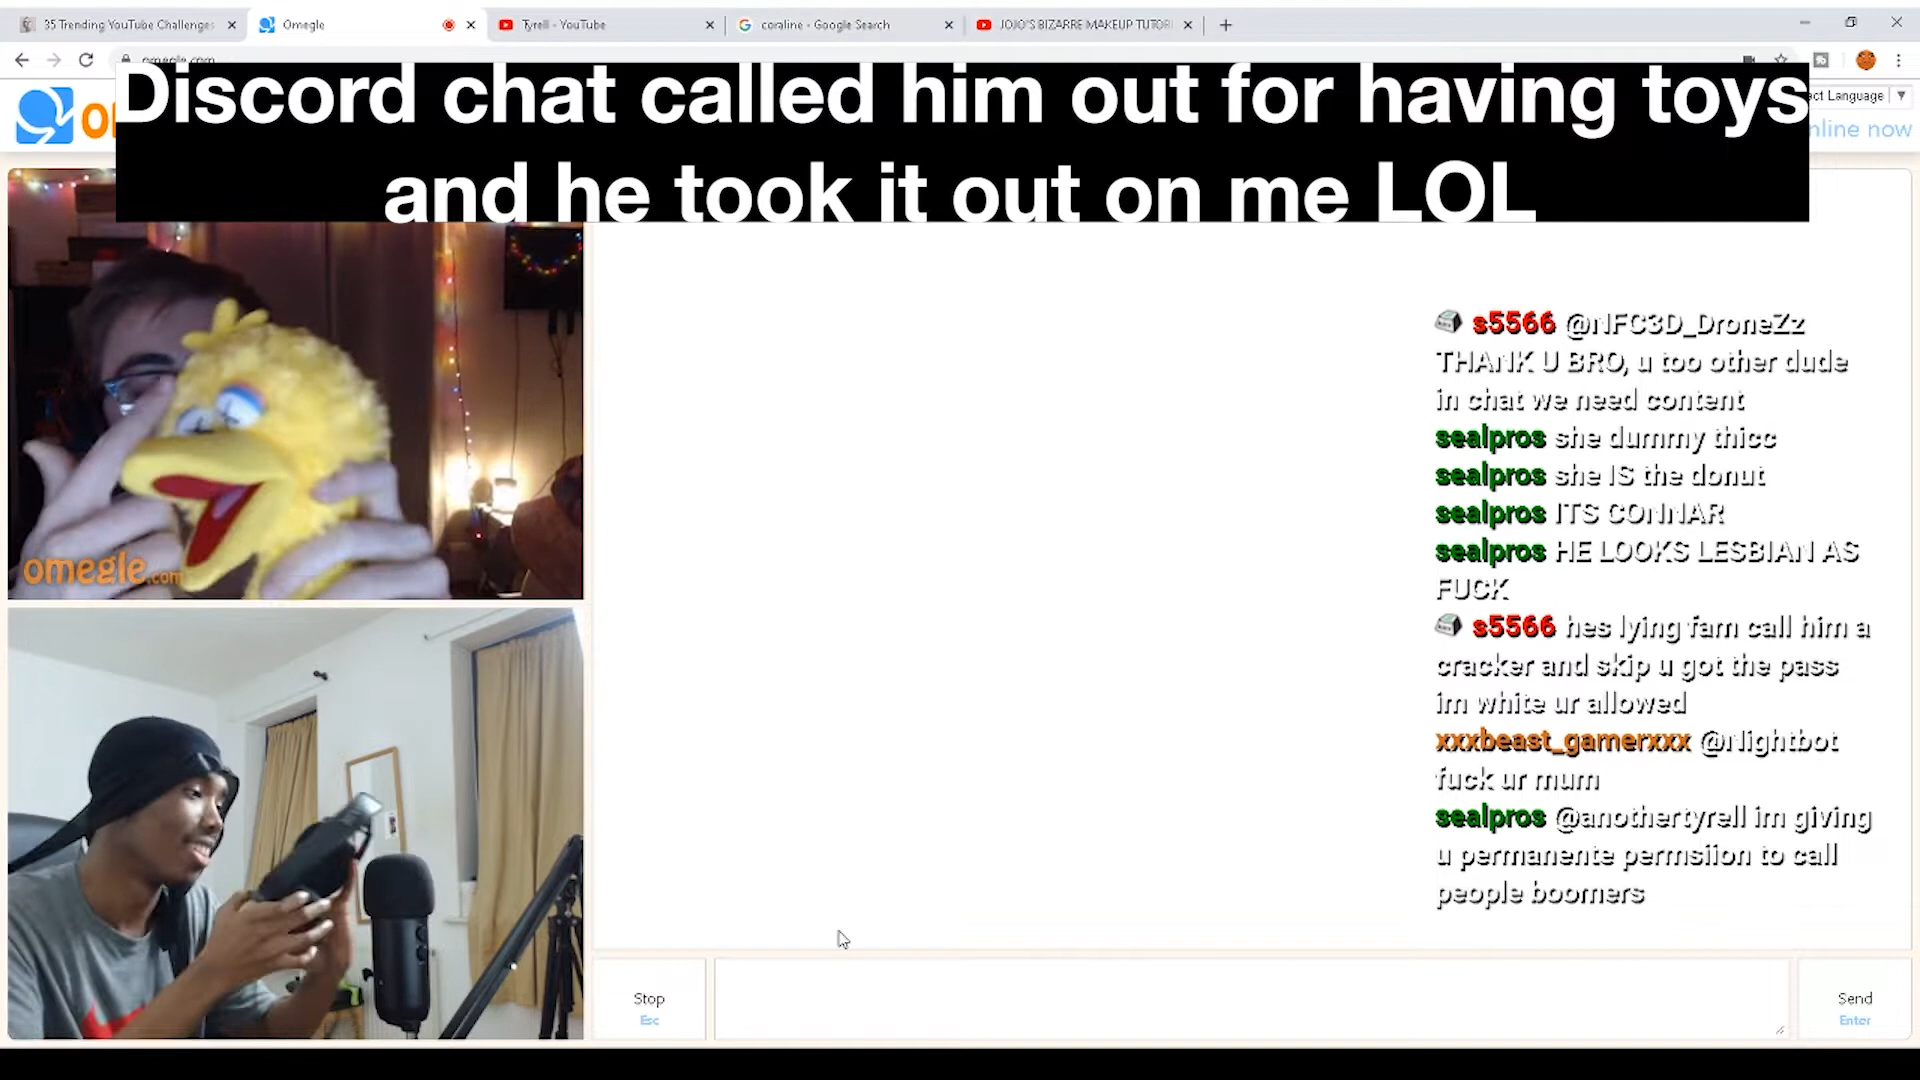 35 Trending YouTube Challenges
Omegle
Tyrell - YouTube
coraline - Google Search
JOJO'S BIZARRE MAKEUP TUTOR
omegle.com
Discord chat called him out for having toys
and he took it out on me LOL
ct Language
nline now
s5566 @NFC3D_DroneZz
THANK U BRO, u too other dude
in chat we need content
sealpros she dummy thicc
sealpros she IS the donut
sealpros ITS CONNAR
sealpros HE LOOKS LESBIAN AS
FUCK
s5566 hes lying fam call him a
cracker and skip u got the pass
im white ur allowed
xxxbeast_gamerxxx @Nightbot
fuck ur mum
sealpros @anothertyrell im giving
u permanente permsiion to call
people boomers
omegle.com
Stop
Esc
Send
Enter